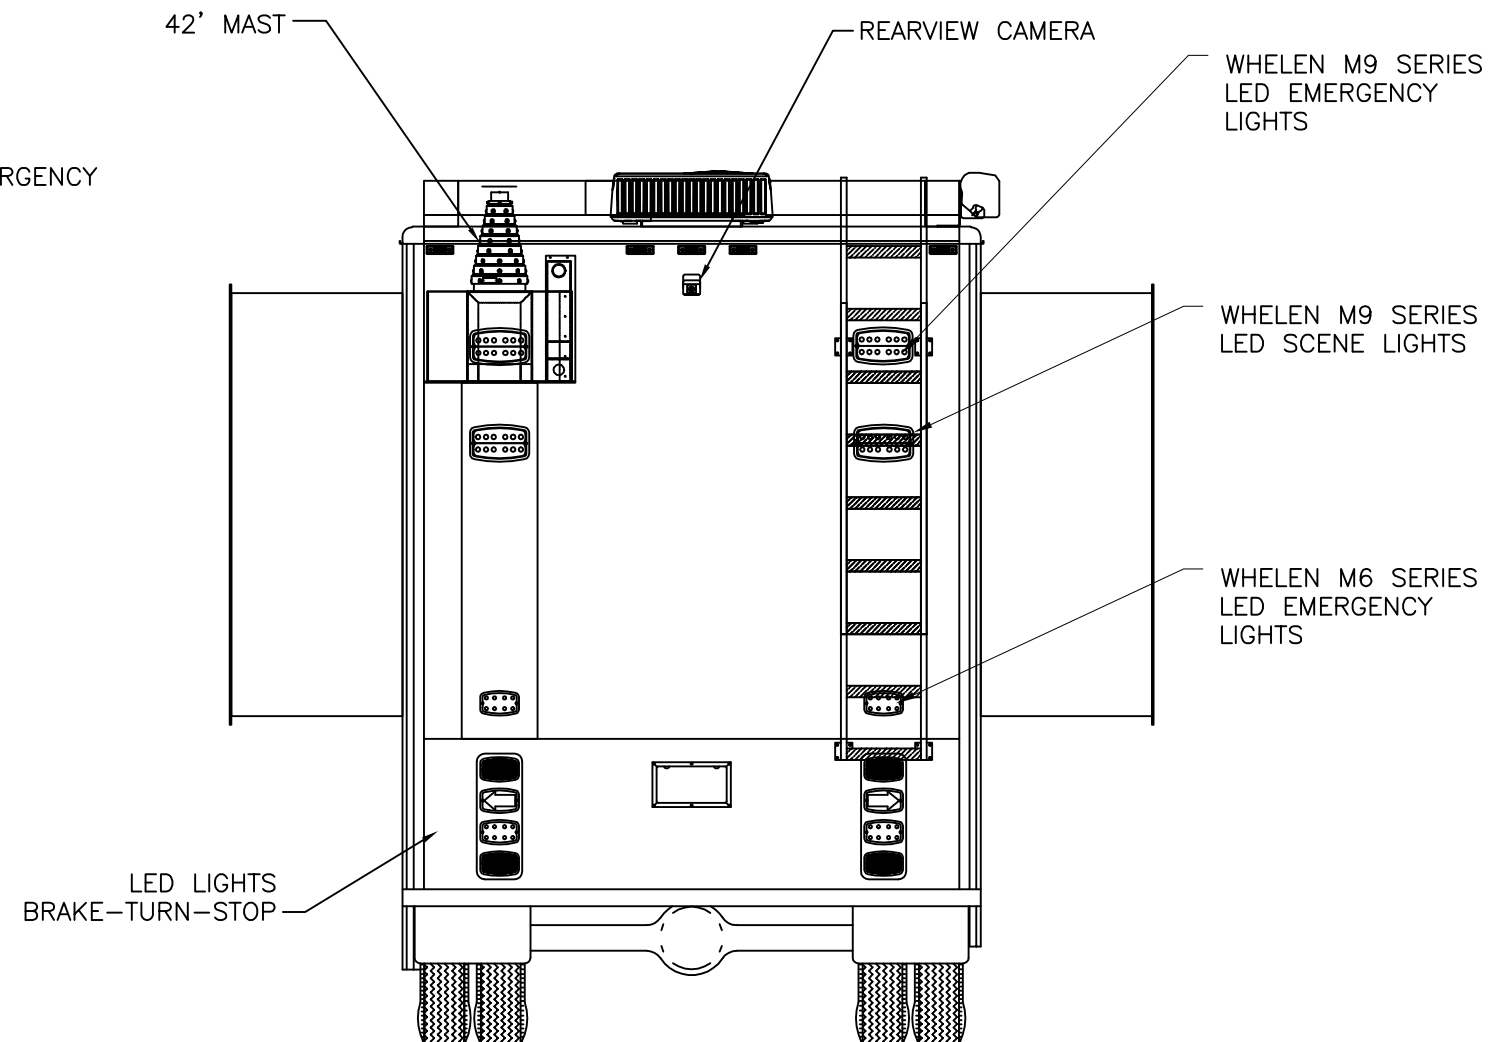 42' MAST
REARVIEW CAMERA
WHELEN M9 SERIES
LED EMERGENCY
LIGHTS
RGENCY
WHELEN M9 SERIES
LED SCENE LIGHTS
WHELEN M6 SERIES
LED EMERGENCY
LIGHTS
LED LIGHTS
BRAKE-TURN-STOP